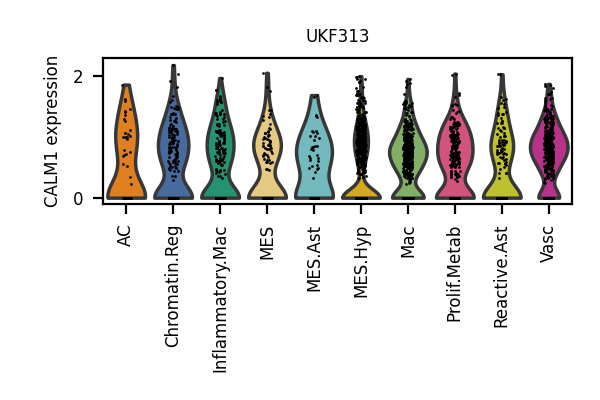 UKF313
CALM1 expression
2
0
AC
Chromatin.Reg
Inflammatory.Mac
MES
MES.Ast
MES.Hyp
Mac
Prolif.Metab
Reactive.Ast
Vasc